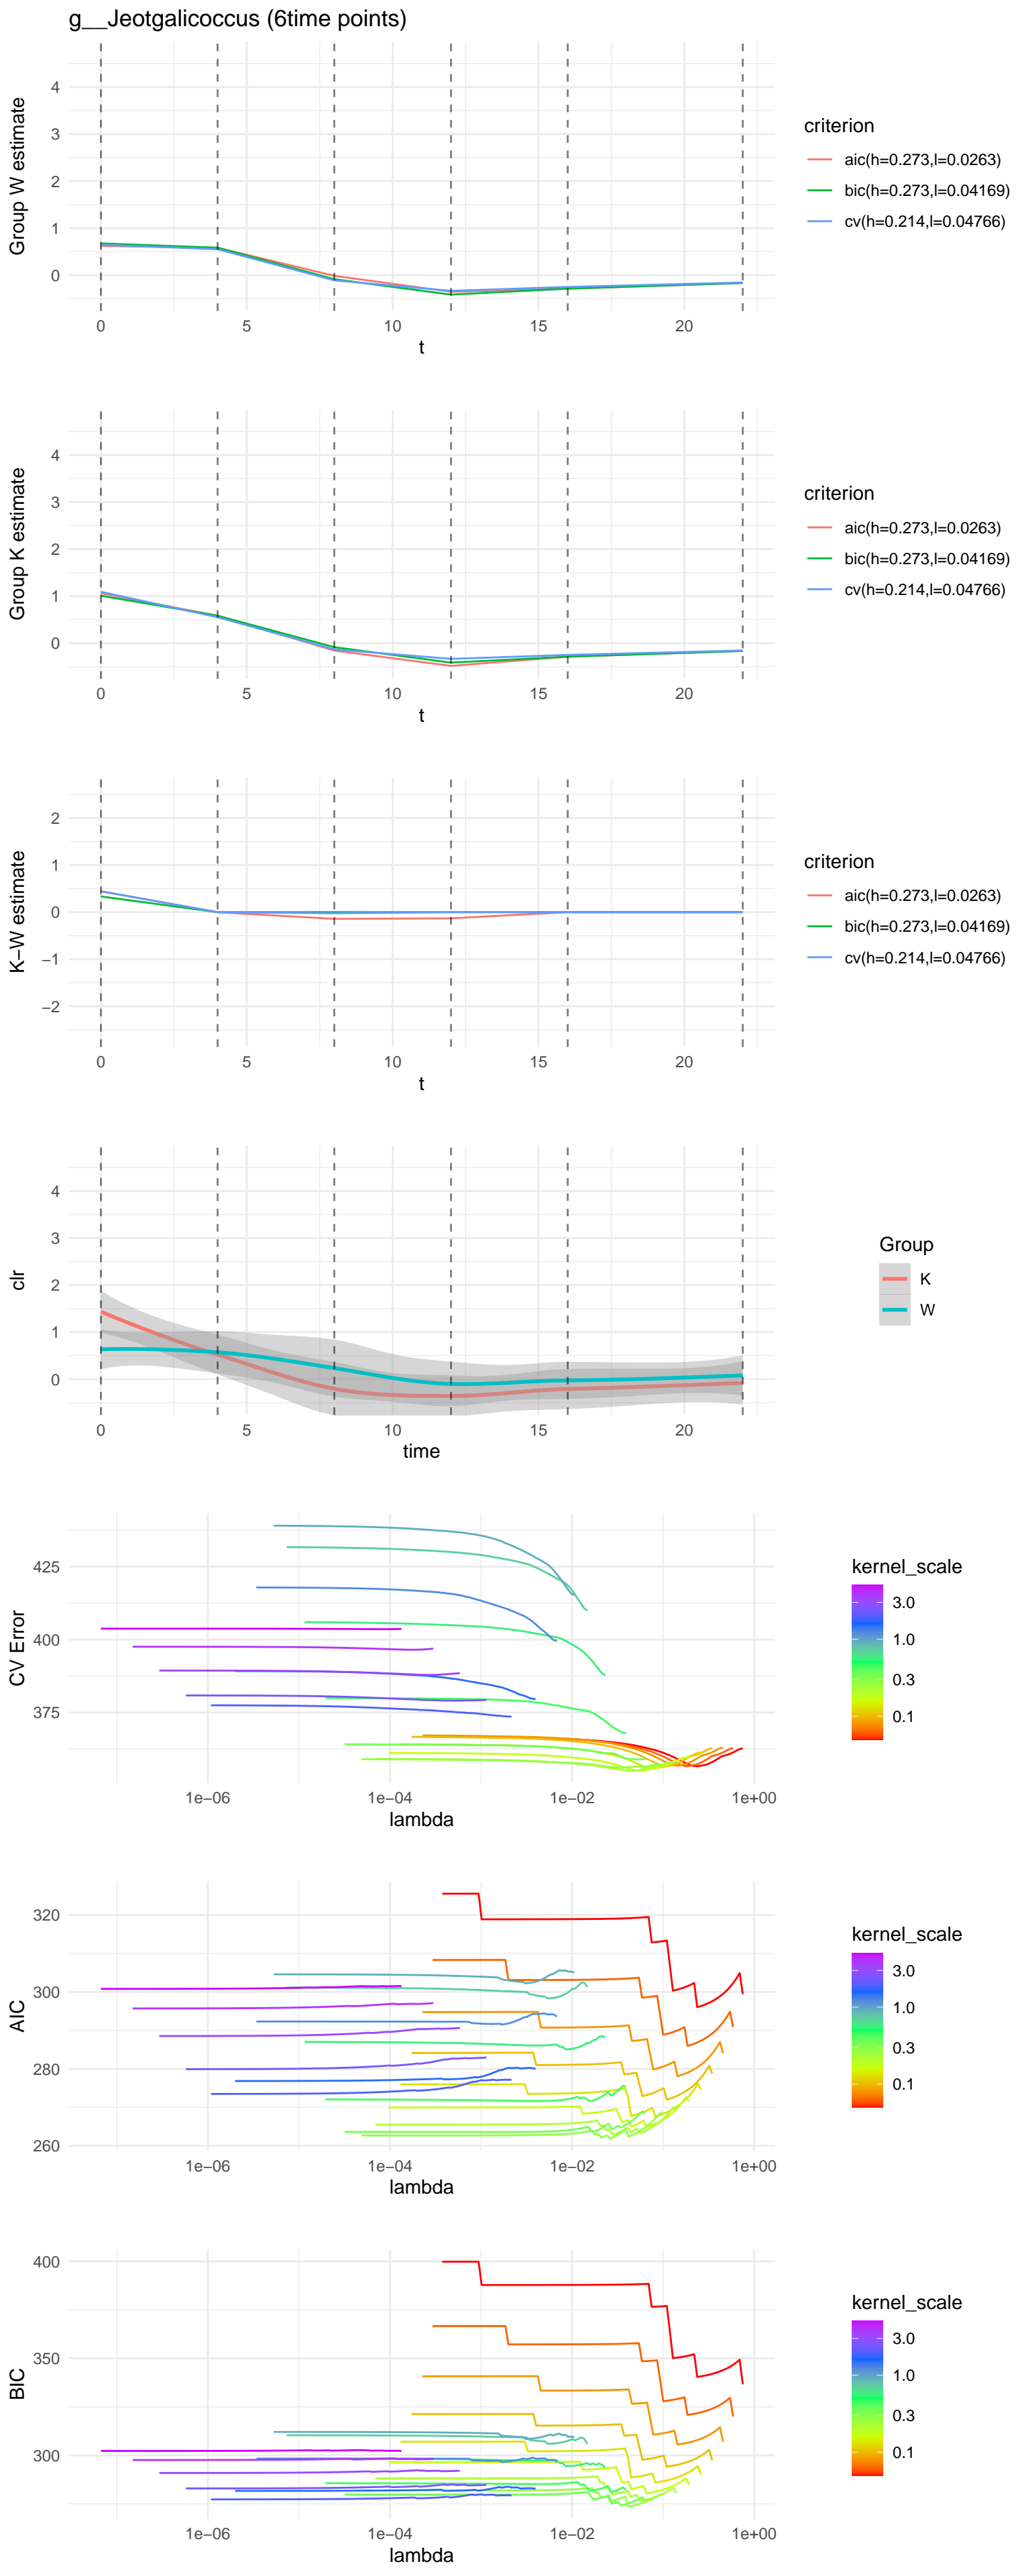 g__Jeotgalicoccus (6time points)
Group W estimate
4
3
2
1
0
0 5 10 15 20
t
criterion
aic(h=0.273,l=0.0263)
bic(h=0.273,l=0.04169)
cv(h=0.214,l=0.04766)
Group K estimate
4
3
2
1
0
0 5 10 15 20
t
criterion
aic(h=0.273,l=0.0263)
bic(h=0.273,l=0.04169)
cv(h=0.214,l=0.04766)
K−W estimate
2
1
0
−1
−2
0 5 10 15 20
t
criterion
aic(h=0.273,l=0.0263)
bic(h=0.273,l=0.04169)
cv(h=0.214,l=0.04766)
clr
4
3
2
1
0
0 5 10 15 20
time
Group
K
W
CV Error
425
400
375
1e−06 1e−04 1e−02 1e+00
lambda
kernel_scale
3.0
1.0
0.3
0.1
AIC
320
300
280
260
1e−06 1e−04 1e−02 1e+00
lambda
kernel_scale
3.0
1.0
0.3
0.1
BIC
400
350
300
1e−06 1e−04 1e−02 1e+00
lambda
kernel_scale
3.0
1.0
0.3
0.1